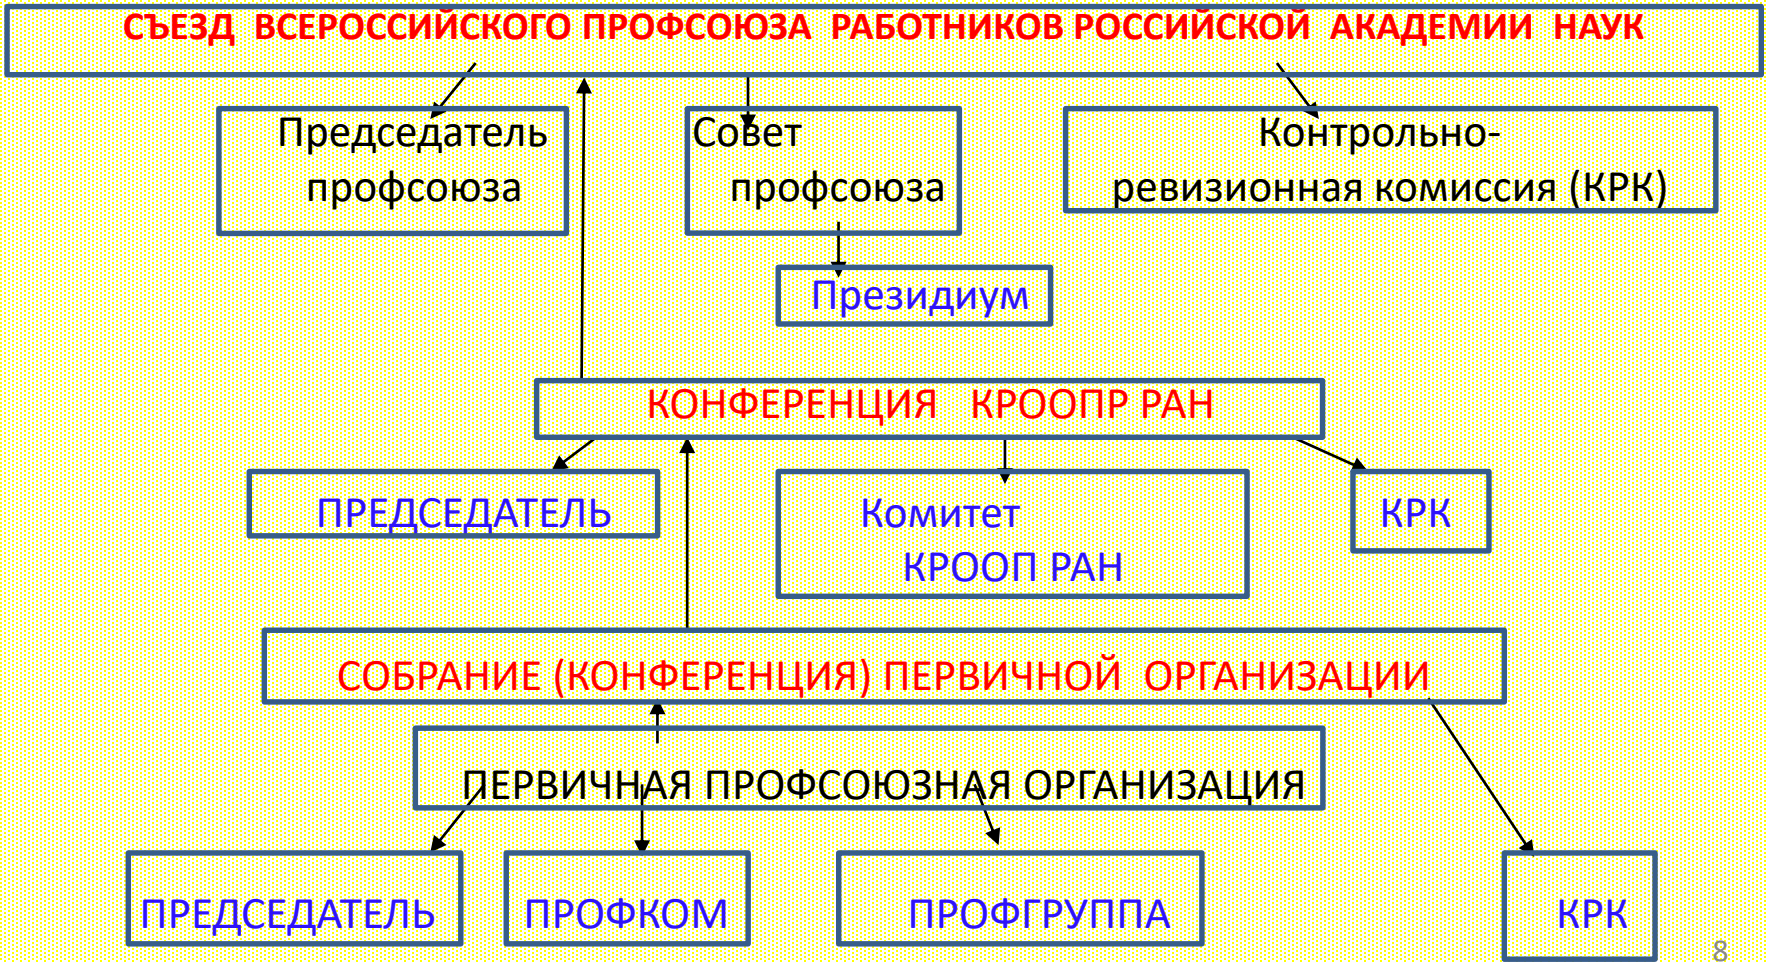 СЪЕЗД ВСЕРОССИЙСКОГО ПРОФСОЮЗА РАБОТНИКОВ РОССИЙСКОЙ АКАДЕМИИ НАУК
Председатель
профсоюза
Совет
профсоюза
Контрольно-
ревизионная комиссия (КРК)
Президиум
КОНФЕРЕНЦИЯ КРООПР РАН
ПРЕДСЕДАТЕЛЬ
Комитет
КРООП РАН
КРК
СОБРАНИЕ (КОНФЕРЕНЦИЯ) ПЕРВИЧНОЙ ОРГАНИЗАЦИИ
ПЕРВИЧНАЯ ПРОФСОЮЗНАЯ ОРГАНИЗАЦИЯ
ПРЕДСЕДАТЕЛЬ
ПРОФКОМ
ПРОФГРУППА
КРК
8